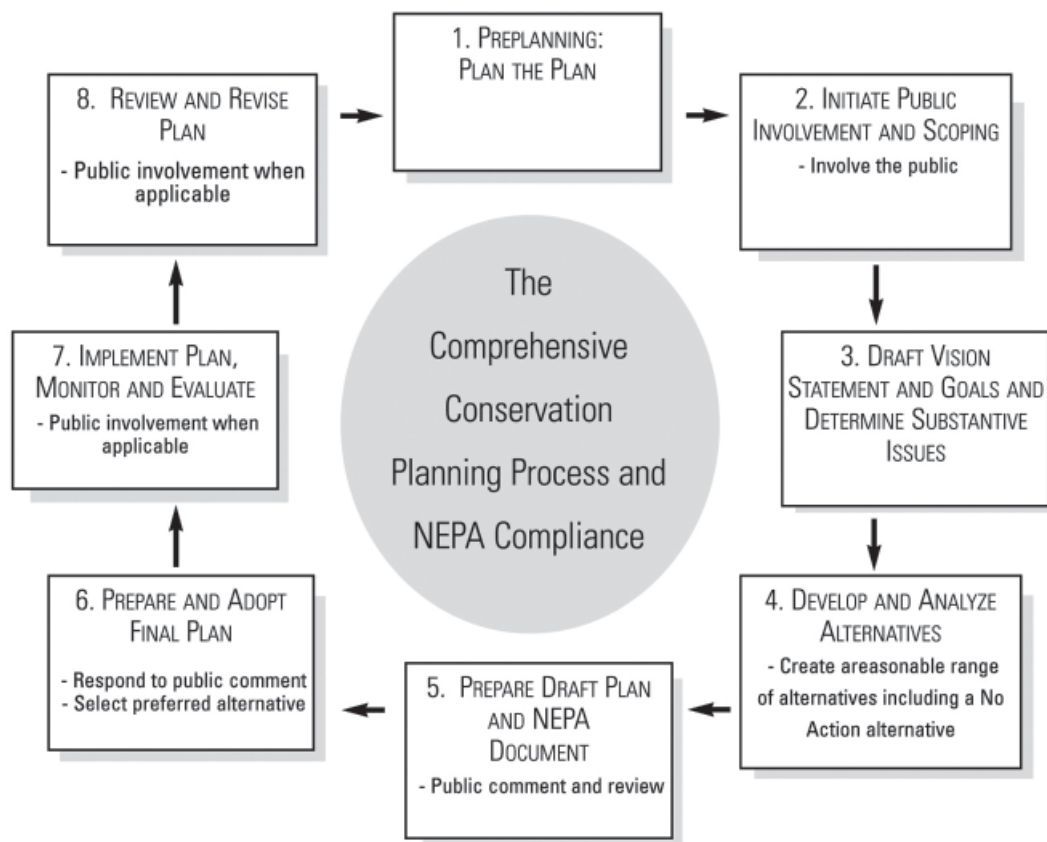 1. PREPLANNING:
PLAN THE PLAN
2. INITIATE PUBLIC
INVOLVEMENT AND SCOPING
- Involve the public
3. DRAFT VISION
STATEMENT AND GOALS AND
DETERMINE SUBSTANTIVE
ISSUES
4. DEVELOP AND ANALYZE
ALTERNATIVES
- Create areasonable range
of alternatives including a No
Action alternative
5. PREPARE DRAFT PLAN
AND NEPA
DOCUMENT
- Public comment and review
6. PREPARE AND ADOPT
FINAL PLAN
- Respond to public comment
- Select preferred alternative
7. IMPLEMENT PLAN,
MONITOR AND EVALUATE
- Public involvement when
applicable
8. REVIEW AND REVISE
PLAN
- Public involvement when
applicable
The
Comprehensive
Conservation
Planning Process and
NEPA Compliance